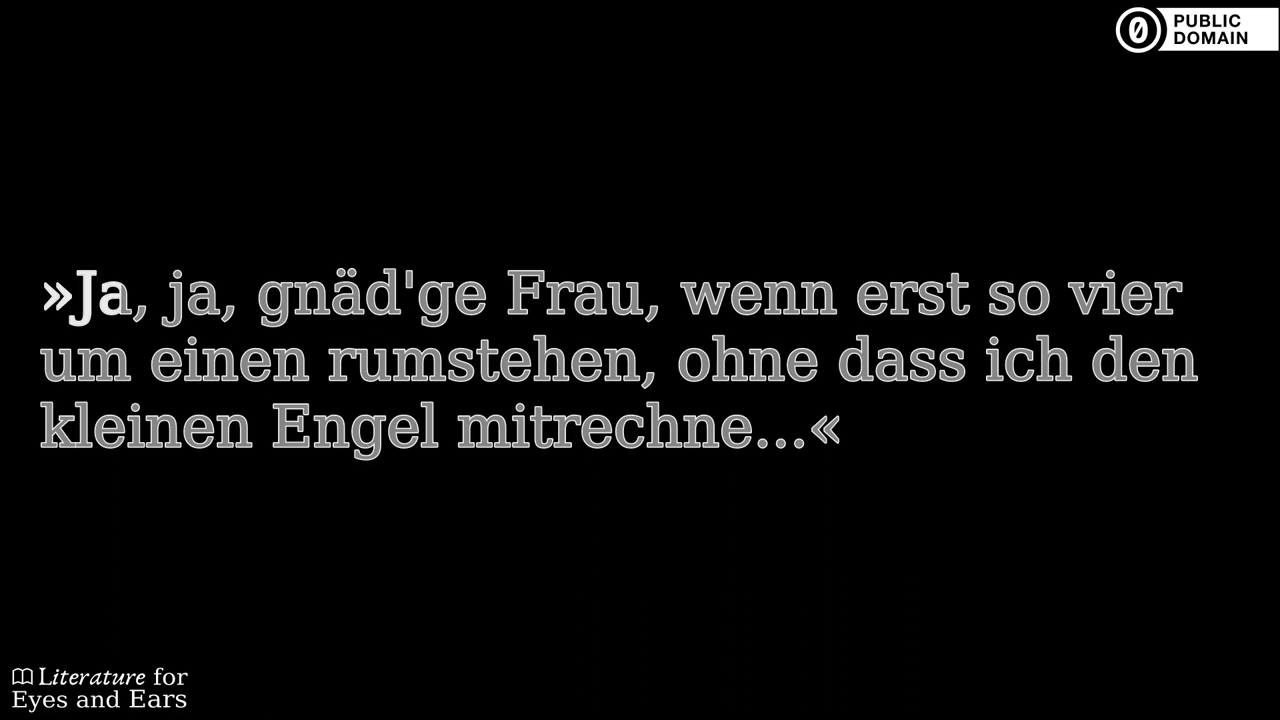 PUBLIC
DOMAIN
»Ja, ja, gnäd'ge Frau, wenn erst so vier
um einen rumstehen, ohne dass ich den
kleinen Engel mitrechne...«
Literature for
Eyes and Ears